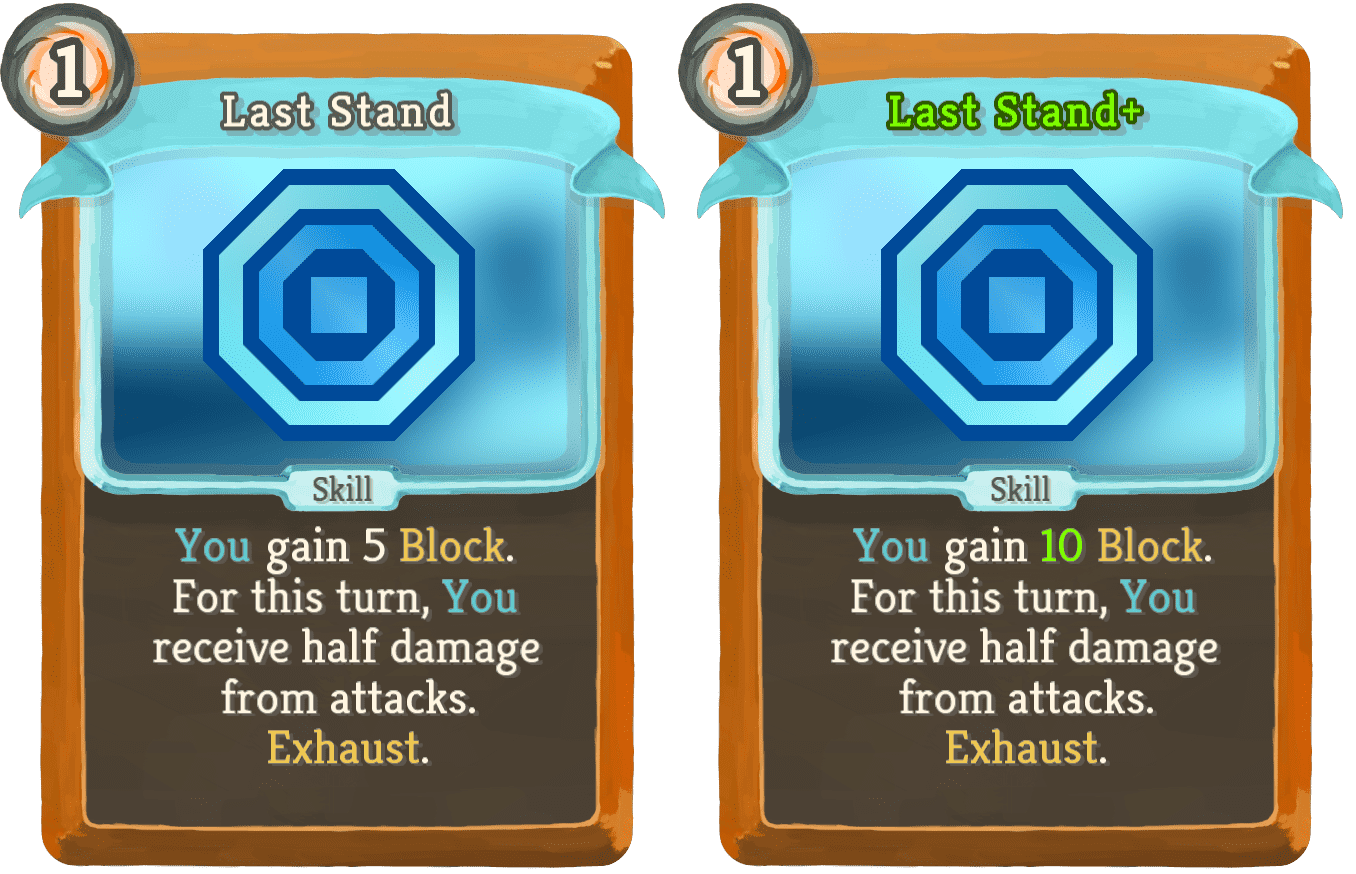 1
Last Stand
Skill
You gain 5 Block.
For this turn, You
receive half damage
from attacks.
Exhaust.
1
Last Stand+
Skill
You gain 10 Block.
For this turn, You
receive half damage
from attacks.
Exhaust.